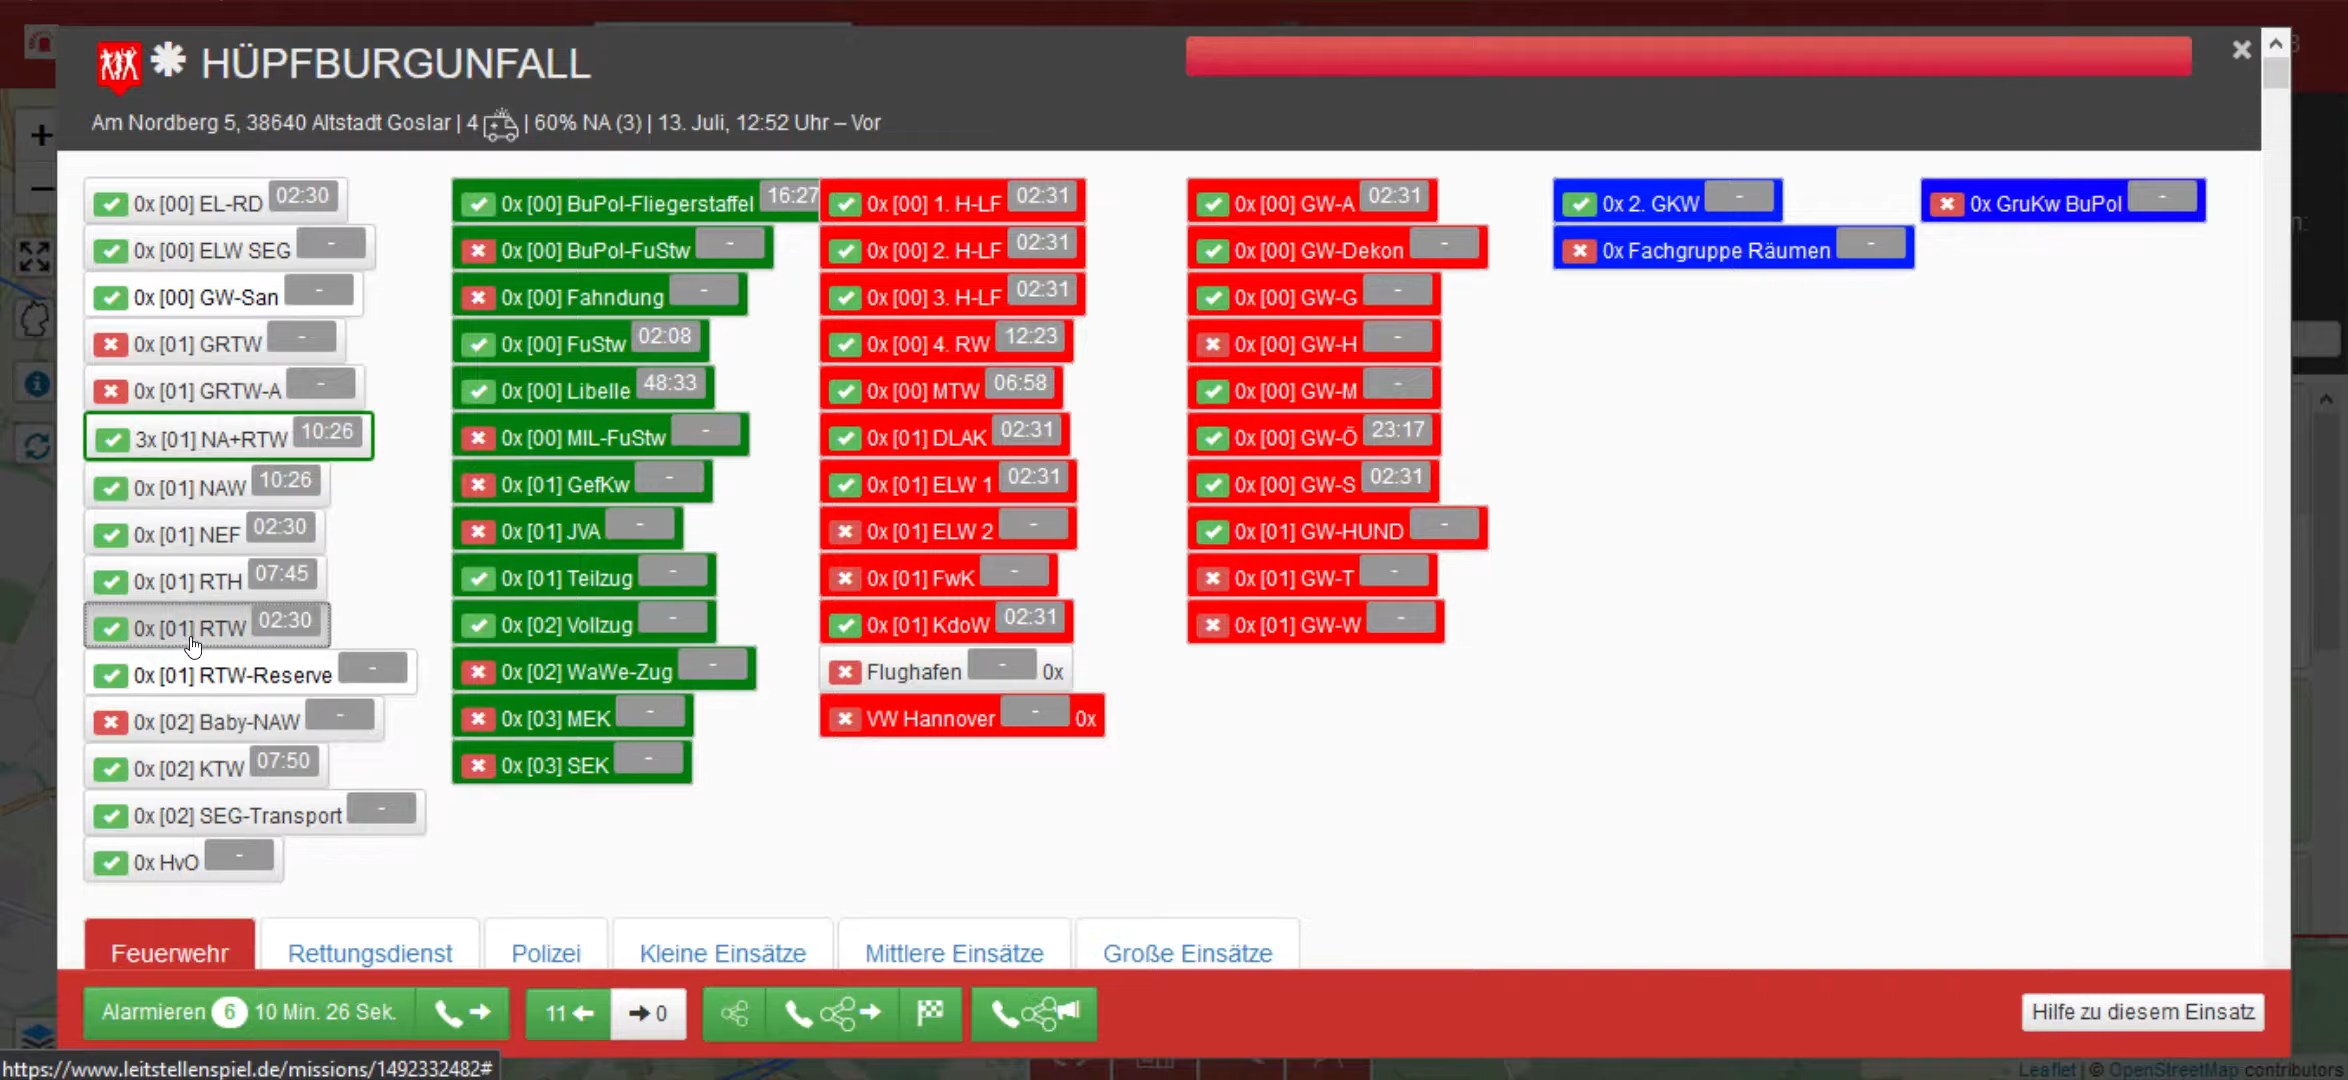 HÜPFBURGUNFALL
Am Nordberg 5, 38640 Altstadt Goslar | 4 | 60% NA (3) | 13. Juli, 12:52 Uhr – Vor
0x [00] EL-RD 02:30
0x [00] ELW SEG -
0x [00] GW-San -
0x [01] GRTW -
0x [01] GRTW-A -
3x [01] NA+RTW 10:26
0x [01] NAW 10:26
0x [01] NEF 02:30
0x [01] RTH 07:45
0x [01] RTW 02:30
0x [01] RTW-Reserve -
0x [02] Baby-NAW -
0x [02] KTW 07:50
0x [02] SEG-Transport -
0x HvO -
0x [00] BuPol-Fliegerstaffel 16:27
0x [00] BuPol-FuStw -
0x [00] Fahndung -
0x [00] FuStw 02:08
0x [00] Libelle 48:33
0x [00] MIL-FuStw -
0x [01] GefKw -
0x [01] JVA -
0x [01] Teilzug -
0x [02] Vollzug -
0x [02] WaWe-Zug -
0x [03] MEK -
0x [03] SEK -
0x [00] 1. H-LF 02:31
0x [00] 2. H-LF 02:31
0x [00] 3. H-LF 02:31
0x [00] 4. RW 12:23
0x [00] MTW 06:58
0x [01] DLAK 02:31
0x [01] ELW 1 02:31
0x [01] ELW 2 -
0x [01] FwK -
0x [01] KdoW 02:31
Flughafen - 0x
VW Hannover - 0x
0x [00] GW-A 02:31
0x [00] GW-Dekon -
0x [00] GW-G -
0x [00] GW-H -
0x [00] GW-M -
0x [00] GW-Ö 23:17
0x [00] GW-S 02:31
0x [01] GW-HUND -
0x [01] GW-T -
0x [01] GW-W -
0x 2. GKW -
0x Fachgruppe Räumen -
0x GruKw BuPol -
Feuerwehr Rettungsdienst Polizei Kleine Einsätze Mittlere Einsätze Große Einsätze
Alarmieren 6 10 Min. 26 Sek. 11 0 Hilfe zu diesem Einsatz
https://www.leitstellenspiel.de/missions/1492332482#
Leaflet | © OpenStreetMap contributors